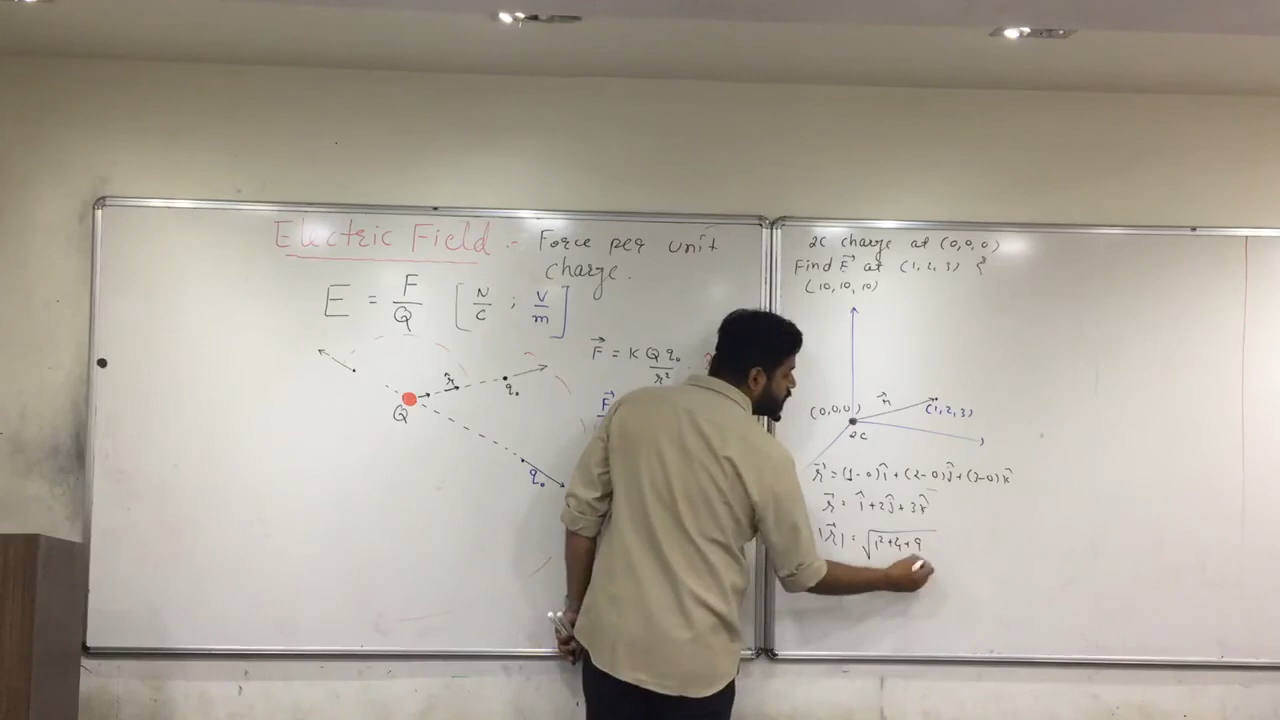 Electric Field :- Force per unit
charge.
E = F/Q [N/C ; V/m]
F⃗ = K Q q₀ / r²
F⃗
r̂
q₀
Q
q₀
2C charge at (0,0,0)
Find E⃗ at (1,2,3) &
(10,10,10)
r⃗
(0,0,0)
(1,2,3)
2C
r⃗ = (1-0)î + (2-0)ĵ + (3-0)k̂
r⃗ = î + 2ĵ + 3k̂
|r⃗| = √1²+4+9